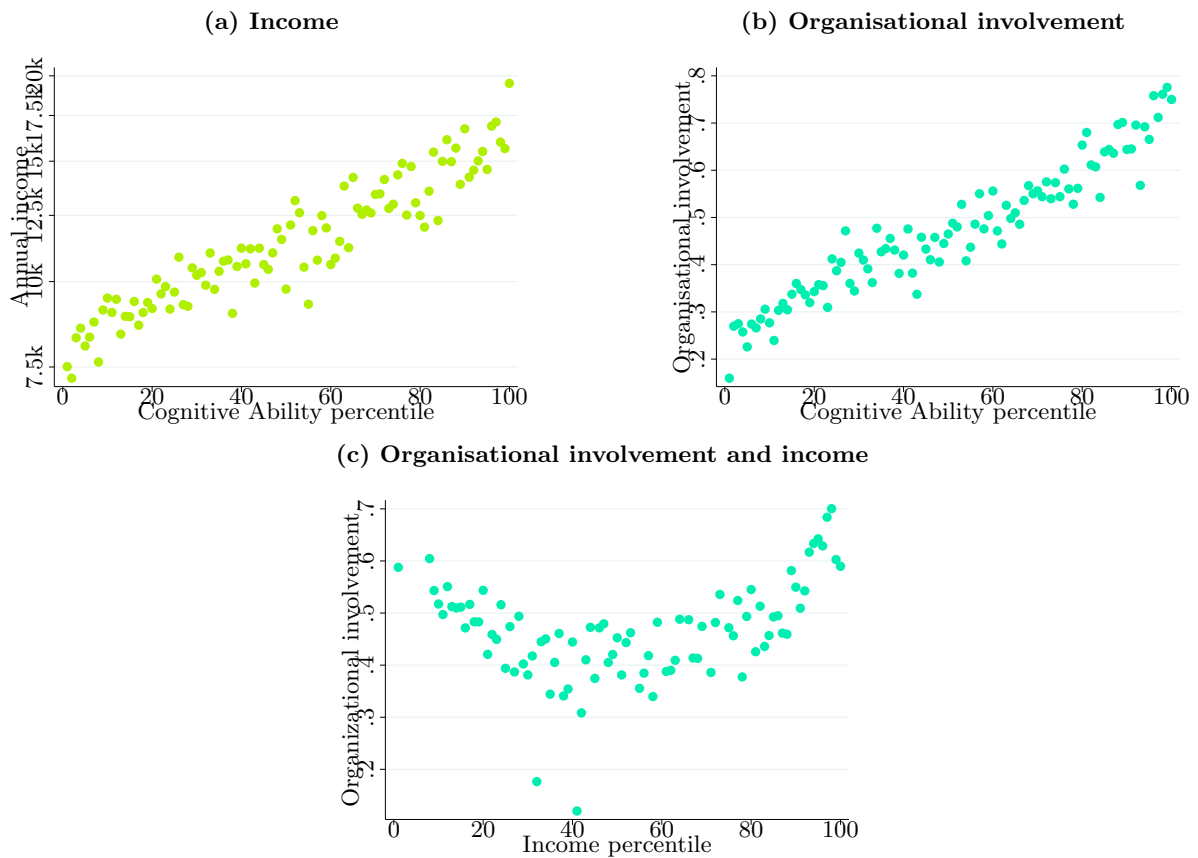 (a) Income
Annual income
7.5k 10k 12.5k 15k 17.5k 20k
0 20 40 60 80 100
Cognitive Ability percentile
(b) Organisational involvement
Organisational involvement
.2 .3 .4 .5 .6 .7 .8
0 20 40 60 80 100
Cognitive Ability percentile
(c) Organisational involvement and income
Organizational involvement
.2 .3 .4 .5 .6 .7
0 20 40 60 80 100
Income percentile